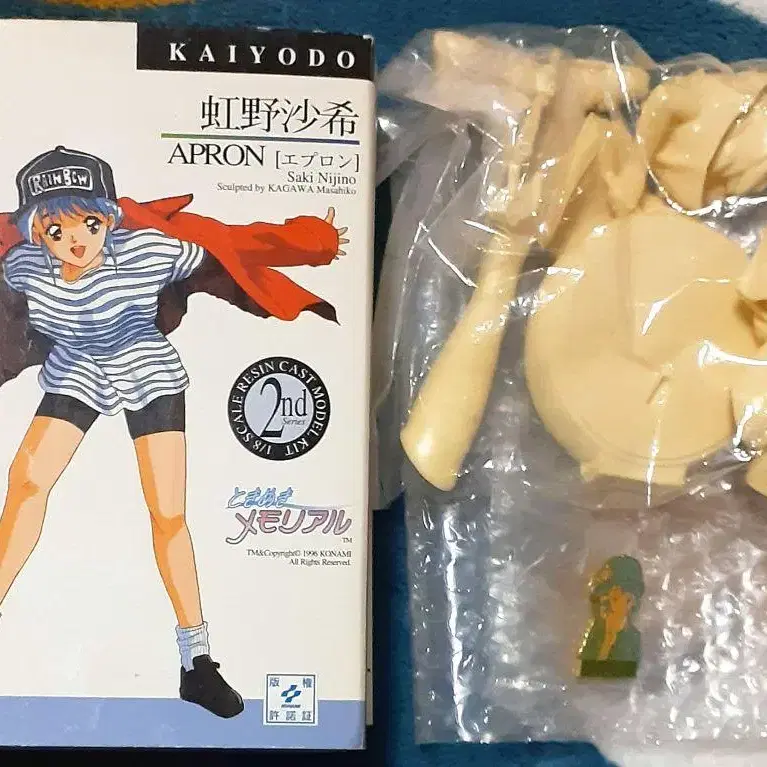 KAIYODO
虹野沙希
APRON [エプロン]
Saki Nijino
Sculpted by KAGAWA Masahiko
RAINBOW
1/8 SCALE RESIN CAST MODEL KIT
2nd
Series
ときめき
メモリアル
TM
TM&Copyright© 1996 KONAMI
All Rights Reserved.
版権
KONAMI
許諾証